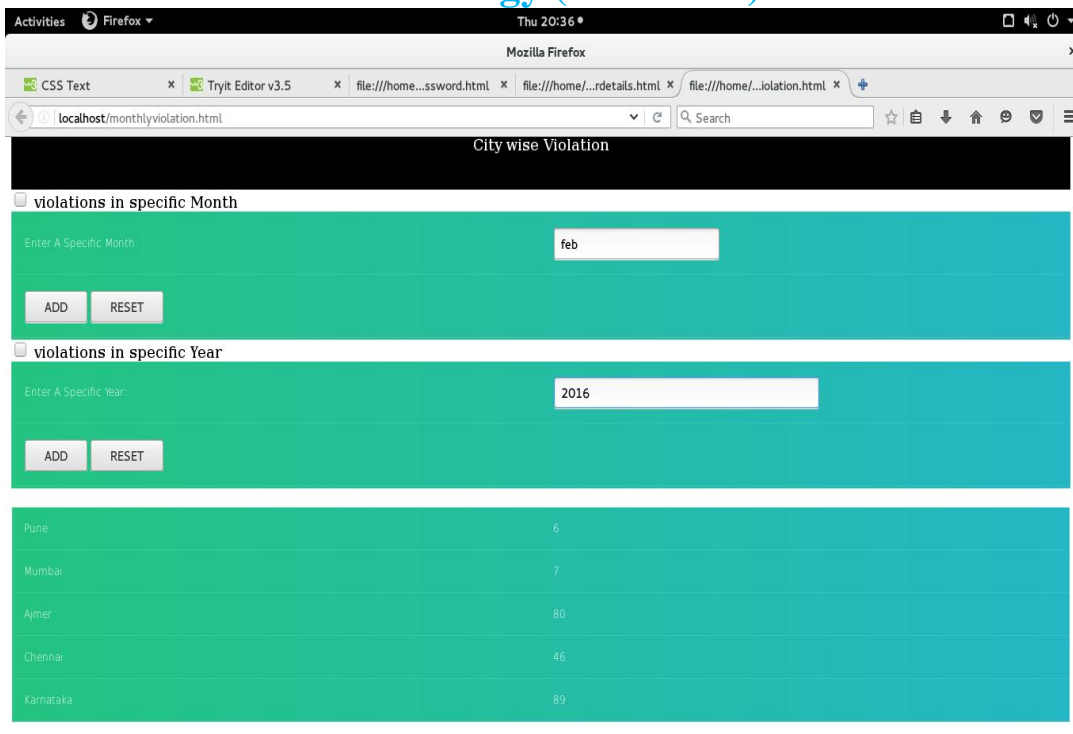 Activities Firefox Thu 20:36
Mozilla Firefox
CSS Text Tryit Editor v3.5 file:///home...ssword.html file:///home/...rdetails.html file:///home/...iolation.html
localhost/monthlyviolation.html Search
City wise Violation
violations in specific Month
Enter A Specific Month: feb
ADD RESET
violations in specific Year
Enter A Specific Year: 2016
ADD RESET
Pune 6
Mumbai 7
Ajmer 80
Chennai 46
Karnataka 89